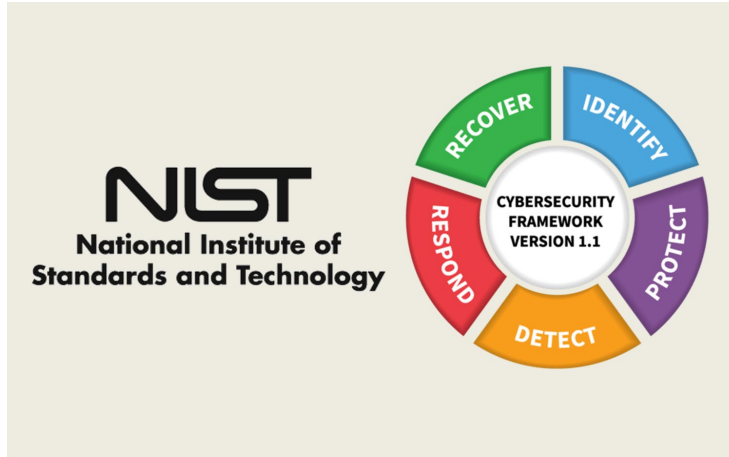 NIST
National Institute of
Standards and Technology
RECOVER
IDENTIFY
PROTECT
DETECT
RESPOND
CYBERSECURITY
FRAMEWORK
VERSION 1.1